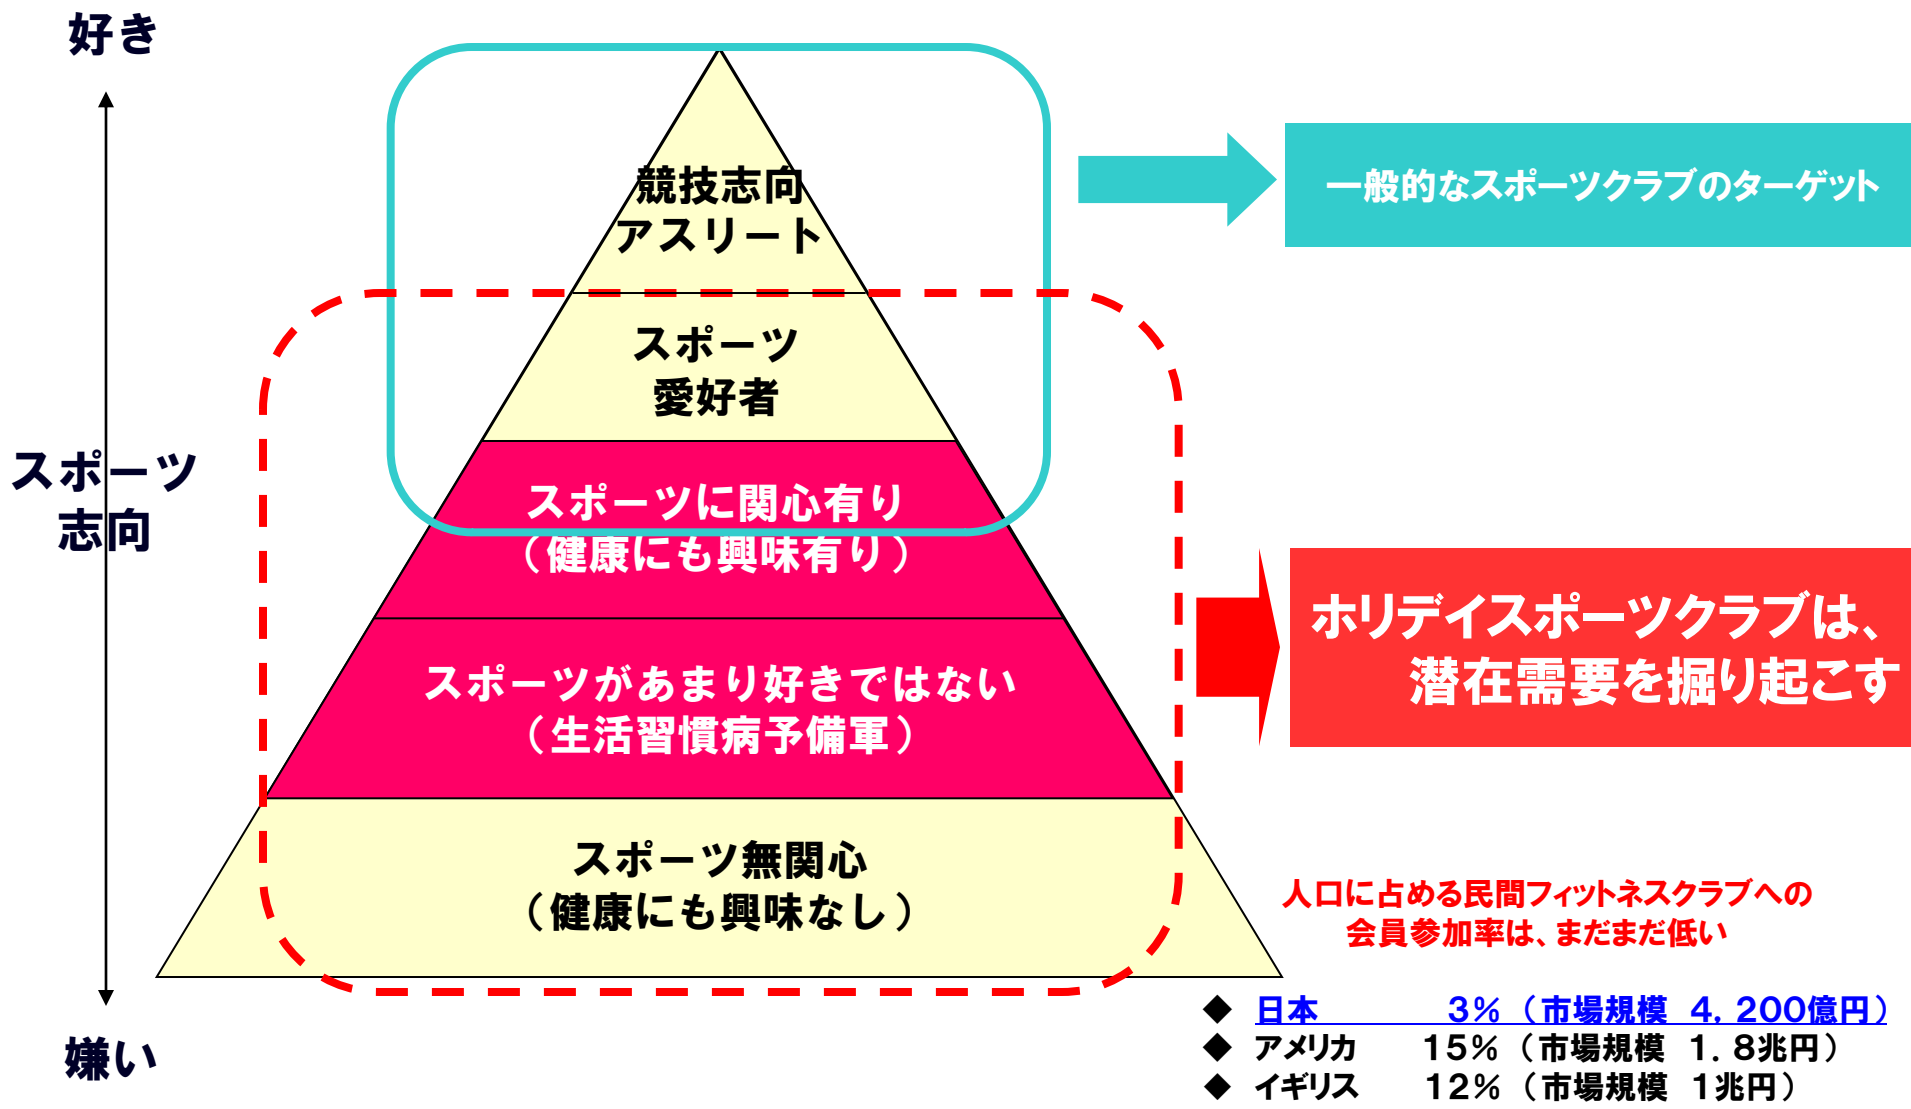 好き
競技志向
アスリート
一般的なスポーツクラブのターゲット
スポーツ
愛好者
スポーツ
志向
スポーツに関心有り
（健康にも興味有り）
ホリデイスポーツクラブは、
潜在需要を掘り起こす
スポーツがあまり好きではない
（生活習慣病予備軍）
スポーツ無関心
（健康にも興味なし）
人口に占める民間フィットネスクラブへの
会員参加率は、まだまだ低い
◆ 日本 3%（市場規模 4,200億円）
◆ アメリカ 15%（市場規模 1.8兆円）
◆ イギリス 12%（市場規模 1兆円）
嫌い